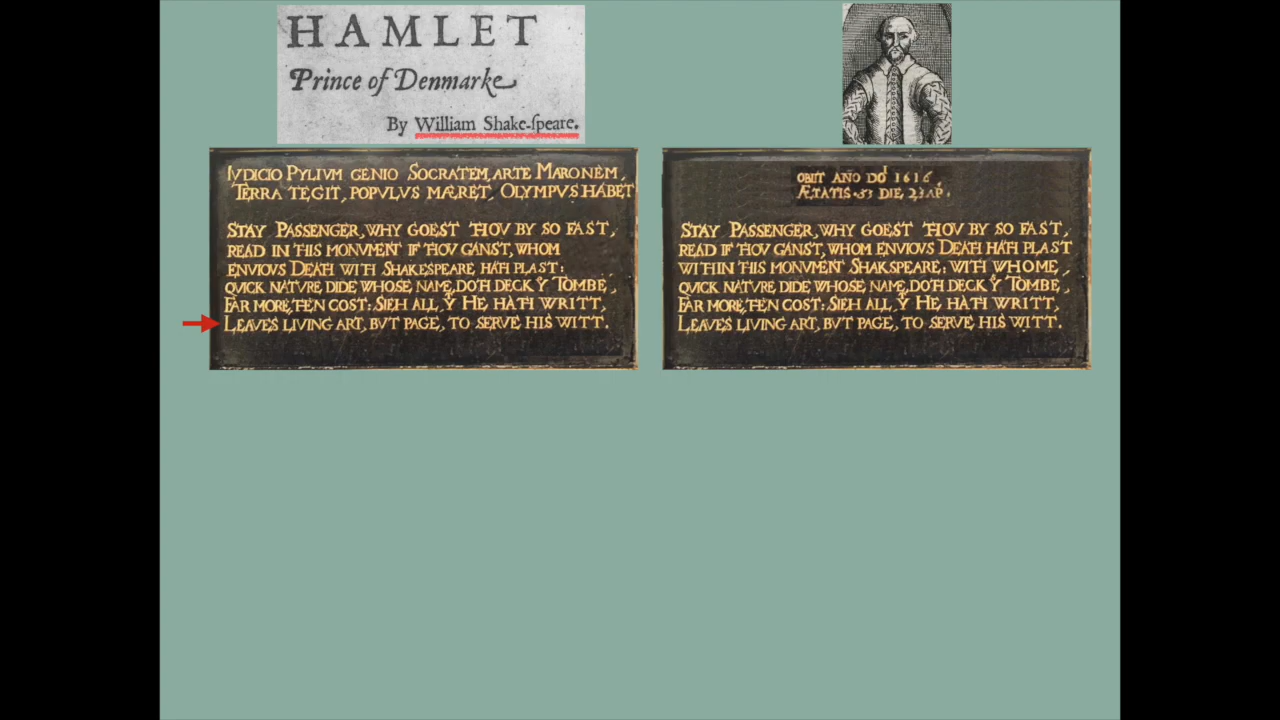 HAMLET
Prince of Denmarke
By William Shake-ſpeare.
IVDICIO PYLIVM GENIO SOCRATEM, ARTE MARONEM,
TERRA TEGIT, POPVLVS MÆRET, OLYMPVS HABET
STAY PASSENGER, WHY GOEST THOV BY SO FAST,
READ IN THIS MONVMENT IF THOV CANST, WHOM
ENVIOVS DEATH WITH SHAKESPEARE HATH PLAST:
QVICK NATVRE DIDE WHOSE NAME, DOTH DECK Yͤ TOMBE,
FAR MORE, THEN COST: SIEH ALL, Yͭ HE HATH WRITT,
LEAVES LIVING ART, BVT PAGE, TO SERVE HIS WITT.
OBIIT AÑO DOⁱ 1616,
ÆTATIS·53 DIE 23 AP.
STAY PASSENGER, WHY GOEST THOV BY SO FAST,
READ IF THOV CANST, WHOM ENVIOVS DEATH HATH PLAST
WITHIN THIS MONVMENT SHAKSPEARE: WITH WHOME,
QVICK NATVRE DIDE WHOSE NAME, DOTH DECK Yͤ TOMBE,
FAR MORE, THEN COST: SIEH ALL, Yͭ HE HATH WRITT,
LEAVES LIVING ART, BVT PAGE, TO SERVE HIS WITT.